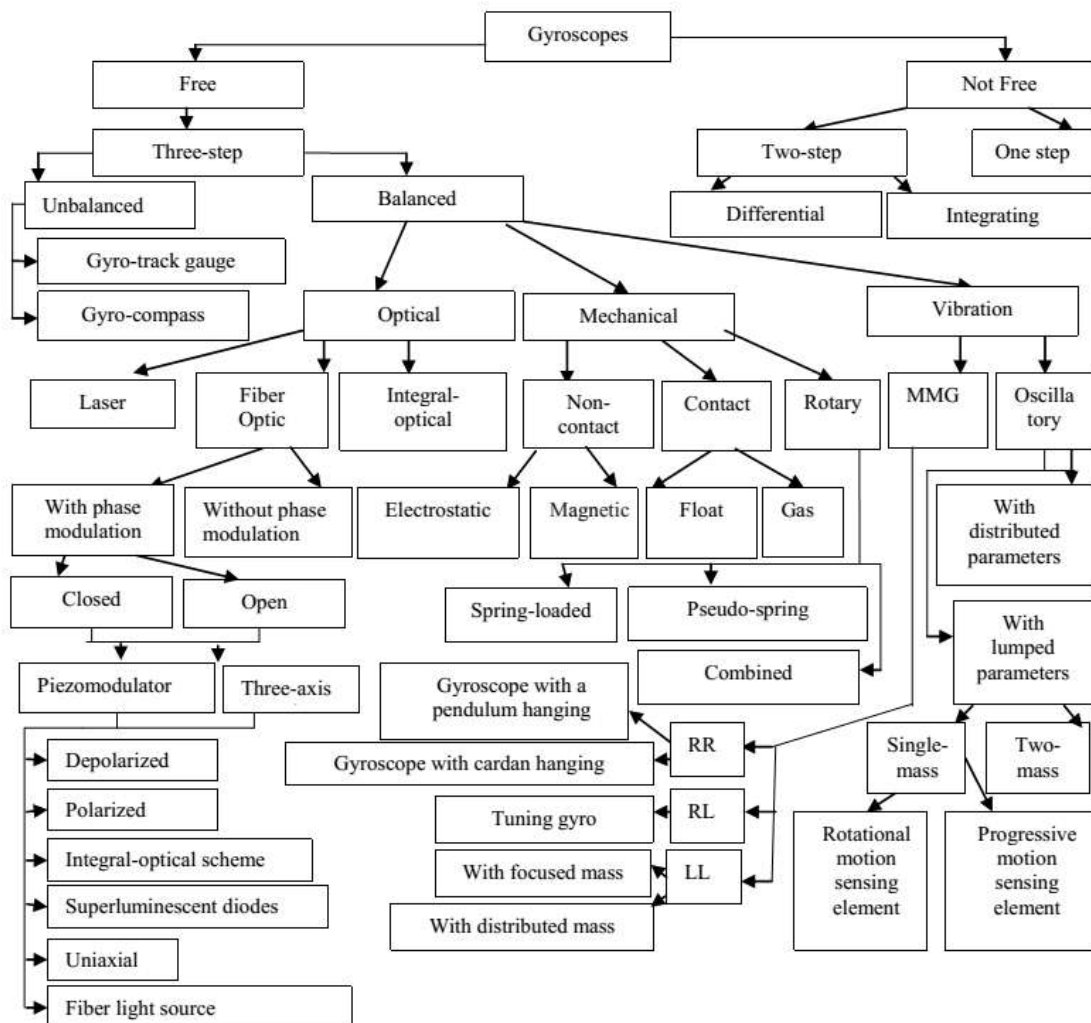 Gyroscopes
Free
Not Free
Three-step
Two-step
One step
Unbalanced
Balanced
Differential
Integrating
Gyro-track gauge
Gyro-compass
Optical
Mechanical
Vibration
Laser
Fiber
Optic
Integral-
optical
Non-
contact
Contact
Rotary
MMG
Oscilla
tory
With phase
modulation
Without phase
modulation
Electrostatic
Magnetic
Float
Gas
With
distributed
parameters
Closed
Open
Spring-loaded
Pseudo-spring
With
lumped
parameters
Piezomodulator
Three-axis
Combined
Gyroscope with a
pendulum hanging
RR
Single-
mass
Two-
mass
Gyroscope with cardan hanging
Depolarized
Polarized
Tuning gyro
RL
Rotational
motion
sensing
element
Progressive
motion
sensing
element
Integral-optical scheme
With focused mass
LL
Superluminescent diodes
With distributed mass
Uniaxial
Fiber light source